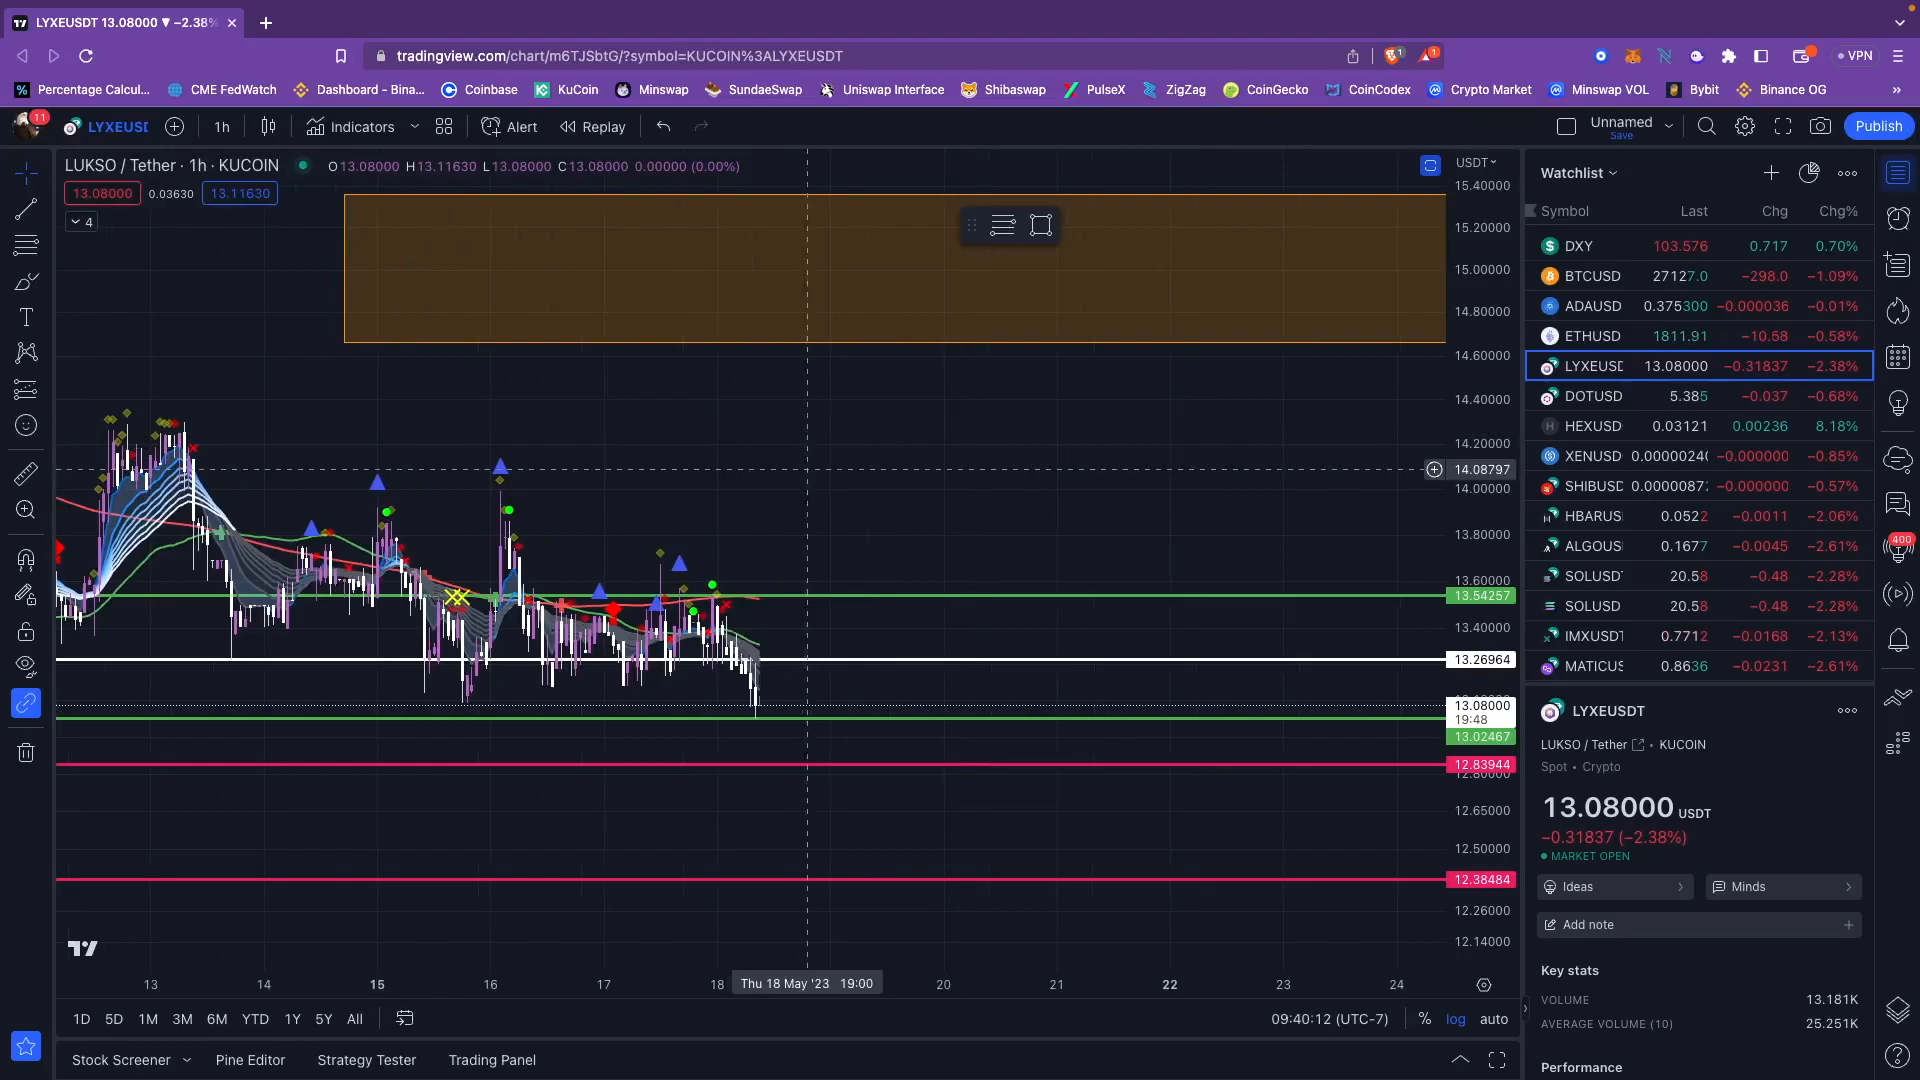 LYXEUSDT 13.08000 ▼ −2.38%
tradingview.com/chart/m6TJSbtG/?symbol=KUCOIN%3ALYXEUSDT
1
1
VPN
Percentage Calcul... CME FedWatch Dashboard - Bina... Coinbase KuCoin Minswap SundaeSwap Uniswap Interface Shibaswap PulseX ZigZag CoinGecko CoinCodex Crypto Market Minswap VOL Bybit Binance OG »
11
LYXEUSI 1h Indicators Alert Replay Unnamed Publish
Save
LUKSO / Tether · 1h · KUCOIN O13.08000 H13.11630 L13.08000 C13.08000 0.00000 (0.00%)
13.08000 0.03630 13.11630
4
USDT
15.40000
15.20000
15.00000
14.80000
14.60000
14.40000
14.20000
14.08797
14.00000
13.80000
13.60000
13.54257
13.40000
13.26964
13.08000
19:48
13.02467
12.83944
12.80000
12.65000
12.50000
12.38484
12.26000
12.14000
13 14 15 16 17 18 Thu 18 May '23 19:00 20 21 22 23 24
1D 5D 1M 3M 6M YTD 1Y 5Y All 09:40:12 (UTC-7) % log auto
Stock Screener Pine Editor Strategy Tester Trading Panel
Watchlist
Symbol Last Chg Chg%
DXY 103.576 0.717 0.70%
BTCUSD 27127.0 −298.0 −1.09%
ADAUSD 0.375300 −0.000036 −0.01%
ETHUSD 1811.91 −10.58 −0.58%
LYXEUSD 13.08000 −0.31837 −2.38%
DOTUSD 5.385 −0.037 −0.68%
HEXUSD 0.03121 0.00236 8.18%
XENUSD 0.0000024 −0.000000 −0.85%
SHIBUSD 0.0000087 −0.000000 −0.57%
HBARUS 0.0522 −0.0011 −2.06%
ALGOUS 0.1677 −0.0045 −2.61%
SOLUSD 20.58 −0.48 −2.28%
SOLUSD 20.58 −0.48 −2.28%
IMXUSDT 0.7712 −0.0168 −2.13%
MATICUS 0.8636 −0.0231 −2.61%
400
LYXEUSDT
LUKSO / Tether • KUCOIN
Spot • Crypto
13.08000 USDT
−0.31837 (−2.38%)
MARKET OPEN
Ideas Minds
Add note
Key stats
VOLUME 13.181K
AVERAGE VOLUME (10) 25.251K
Performance